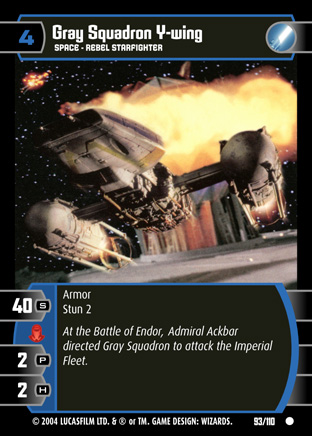 4
Gray Squadron Y-wing
SPACE - REBEL STARFIGHTER
40 S
Armor
Stun 2
At the Battle of Endor, Admiral Ackbar
directed Gray Squadron to attack the Imperial
Fleet.
2 P
2 H
© 2004 LUCASFILM LTD. & ® or TM. GAME DESIGN: WIZARDS.
93/110